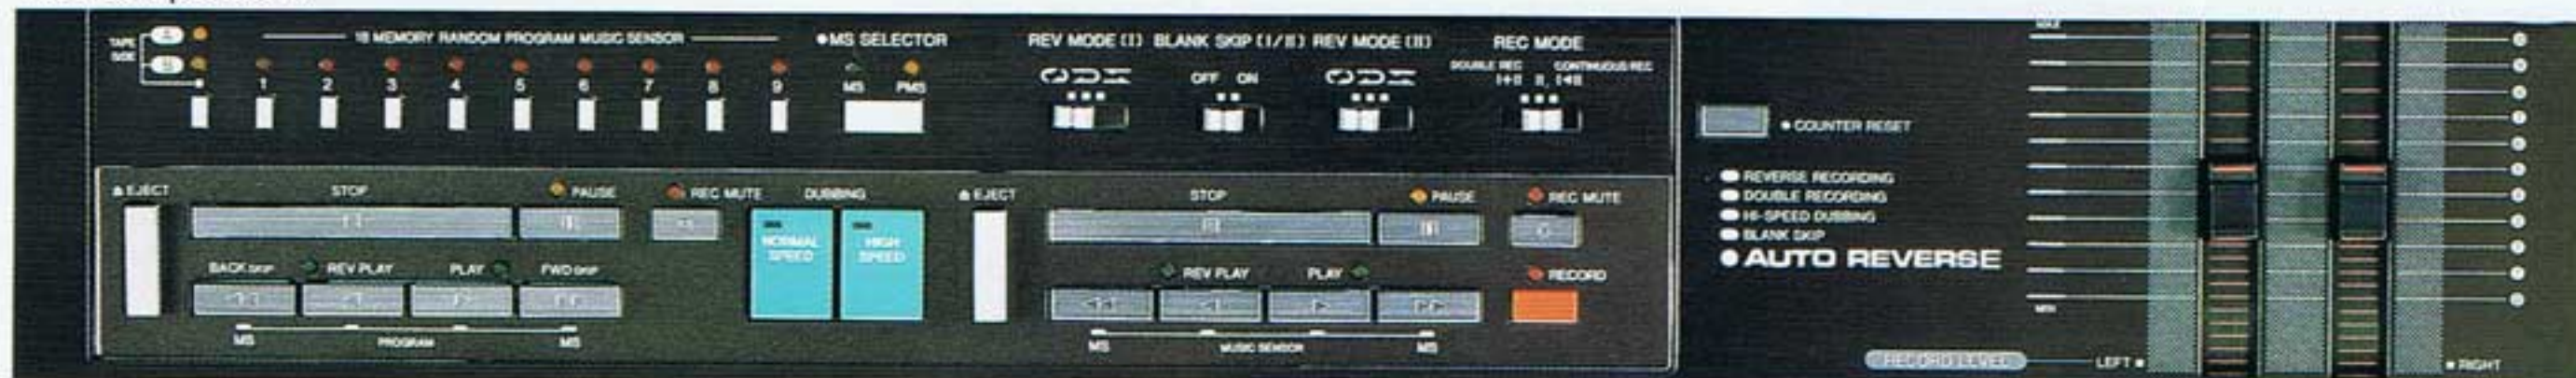 TAPE SIDE
A
B
18 MEMORY RANDOM PROGRAM MUSIC SENSOR
1 2 3 4 5 6 7 8 9
MS SELECTOR
MS PMS
REV MODE (I) BLANK SKIP (I/II) REV MODE (II)
OFF ON
REC MODE
DOUBLE REC CONTINUOUS REC
I+II II, I◀II
COUNTER RESET
REVERSE RECORDING
DOUBLE RECORDING
HI-SPEED DUBBING
BLANK SKIP
AUTO REVERSE
EJECT STOP PAUSE REC MUTE DUBBING
NORMAL SPEED
HIGH SPEED
BACK SKIP REV PLAY PLAY FWD SKIP
MS PROGRAM MS
EJECT STOP PAUSE REC MUTE
REV PLAY PLAY RECORD
MS MUSIC SENSOR MS
MAX
MIN
RECORD LEVEL LEFT RIGHT